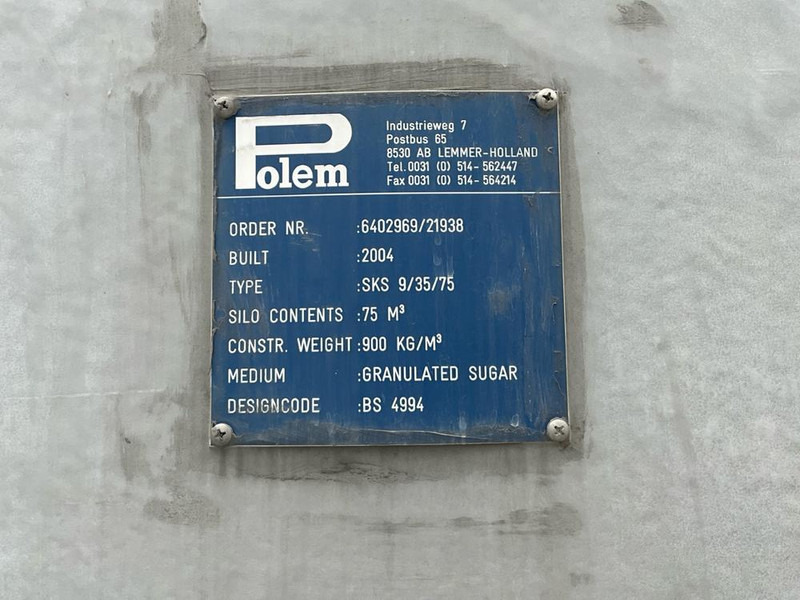 Polem
Industrieweg 7
Postbus 65
8530 AB LEMMER-HOLLAND
Tel.0031 (0) 514-562447
Fax 0031 (0) 514-564214
ORDER NR. :6402969/21938
BUILT :2004
TYPE :SKS 9/35/75
SILO CONTENTS :75 M³
CONSTR. WEIGHT :900 KG/M³
MEDIUM :GRANULATED SUGAR
DESIGNCODE :BS 4994